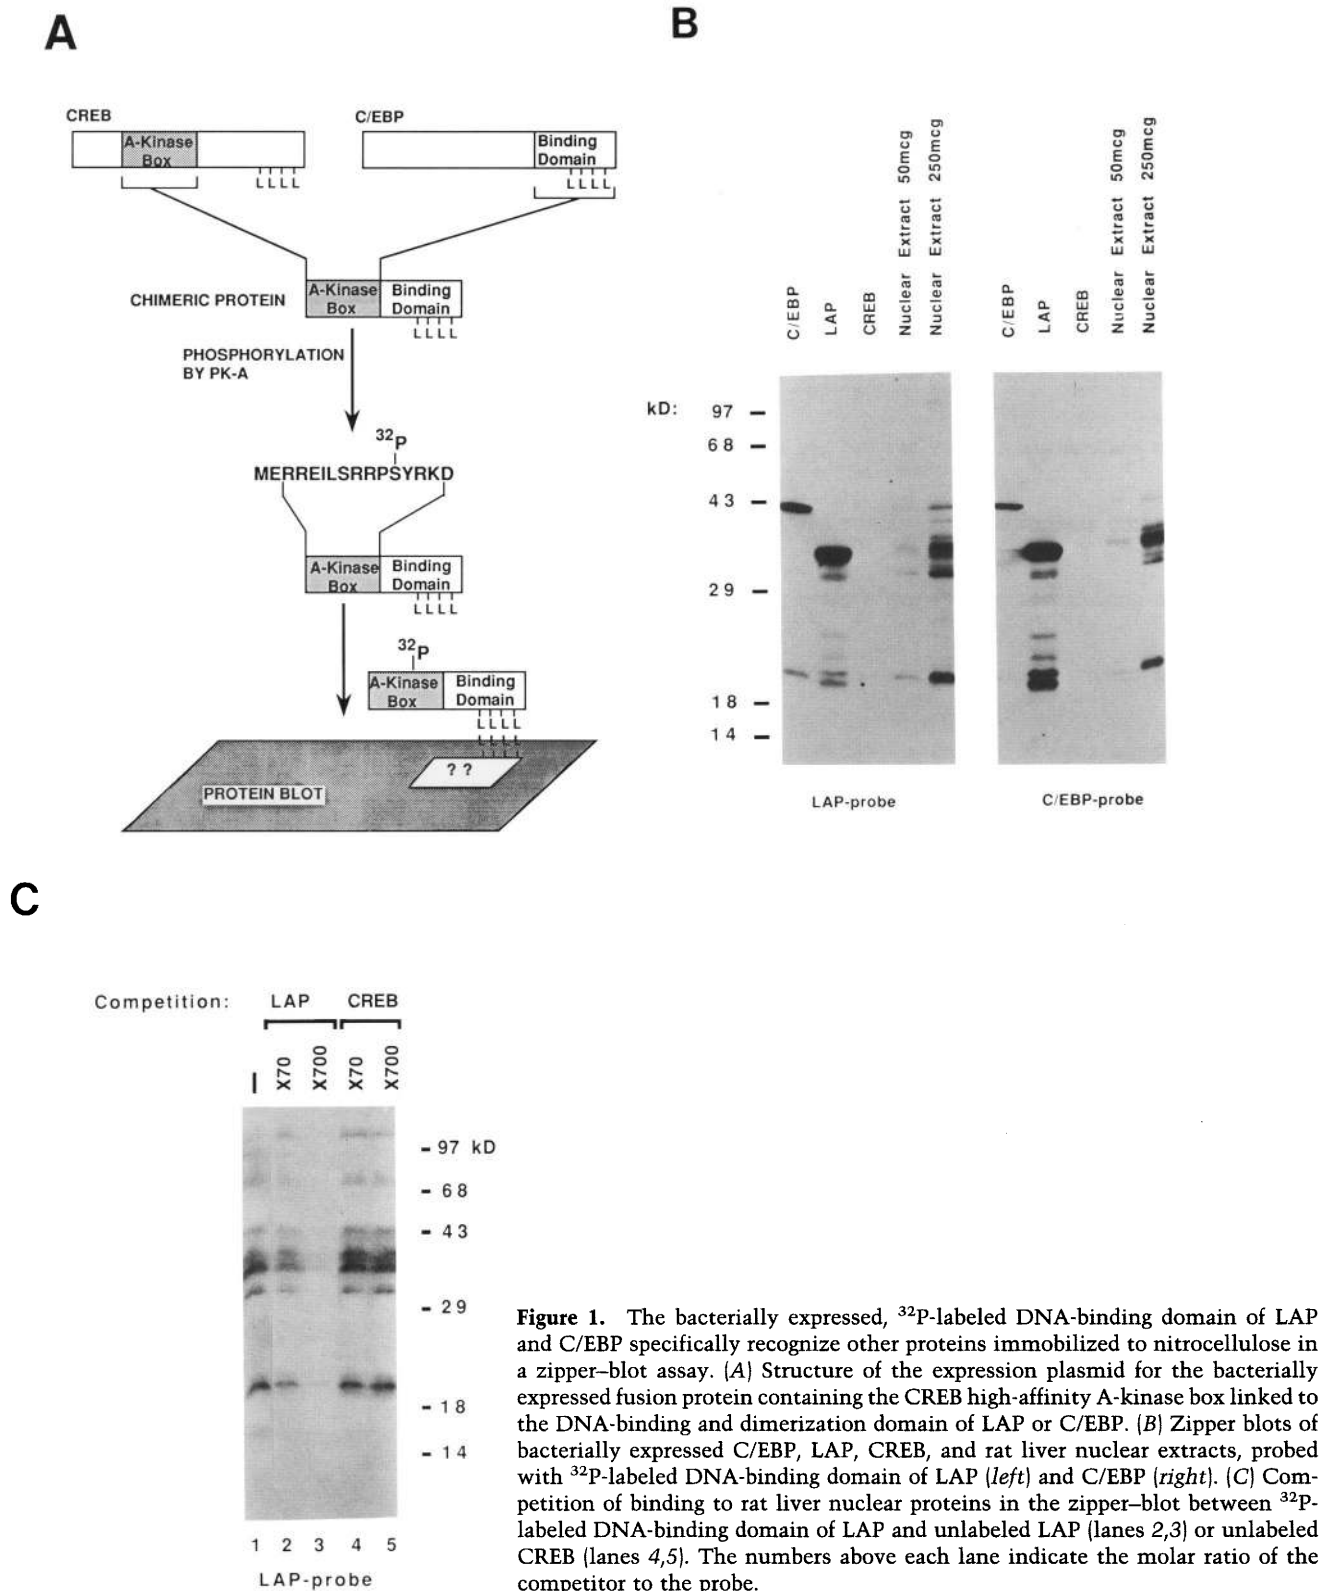 A
CREB
A-Kinase
Box
L L L L
C/EBP
Binding
Domain
L L L L
CHIMERIC PROTEIN
A-Kinase
Box
Binding
Domain
L L L L
PHOSPHORYLATION
BY PK-A
32P
MERREILSRRPSYRKD
A-Kinase
Box
Binding
Domain
L L L L
32P
A-Kinase
Box
Binding
Domain
L L L L
L L L L
? ?
PROTEIN BLOT
B
C/EBP
LAP
CREB
Nuclear Extract 50mcg
Nuclear Extract 250mcg
C/EBP
LAP
CREB
Nuclear Extract 50mcg
Nuclear Extract 250mcg
kD: 97
68
43
29
18
14
LAP-probe
C/EBP-probe
C
Competition: LAP CREB
– X70 X700 X70 X700
97 kD
68
43
29
18
14
1 2 3 4 5
LAP-probe
Figure 1. The bacterially expressed, 32P-labeled DNA-binding domain of LAP
and C/EBP specifically recognize other proteins immobilized to nitrocellulose in
a zipper–blot assay. (A) Structure of the expression plasmid for the bacterially
expressed fusion protein containing the CREB high-affinity A-kinase box linked to
the DNA-binding and dimerization domain of LAP or C/EBP. (B) Zipper blots of
bacterially expressed C/EBP, LAP, CREB, and rat liver nuclear extracts, probed
with 32P-labeled DNA-binding domain of LAP (left) and C/EBP (right). (C) Com-
petition of binding to rat liver nuclear proteins in the zipper–blot between 32P-
labeled DNA-binding domain of LAP and unlabeled LAP (lanes 2,3) or unlabeled
CREB (lanes 4,5). The numbers above each lane indicate the molar ratio of the
competitor to the probe.